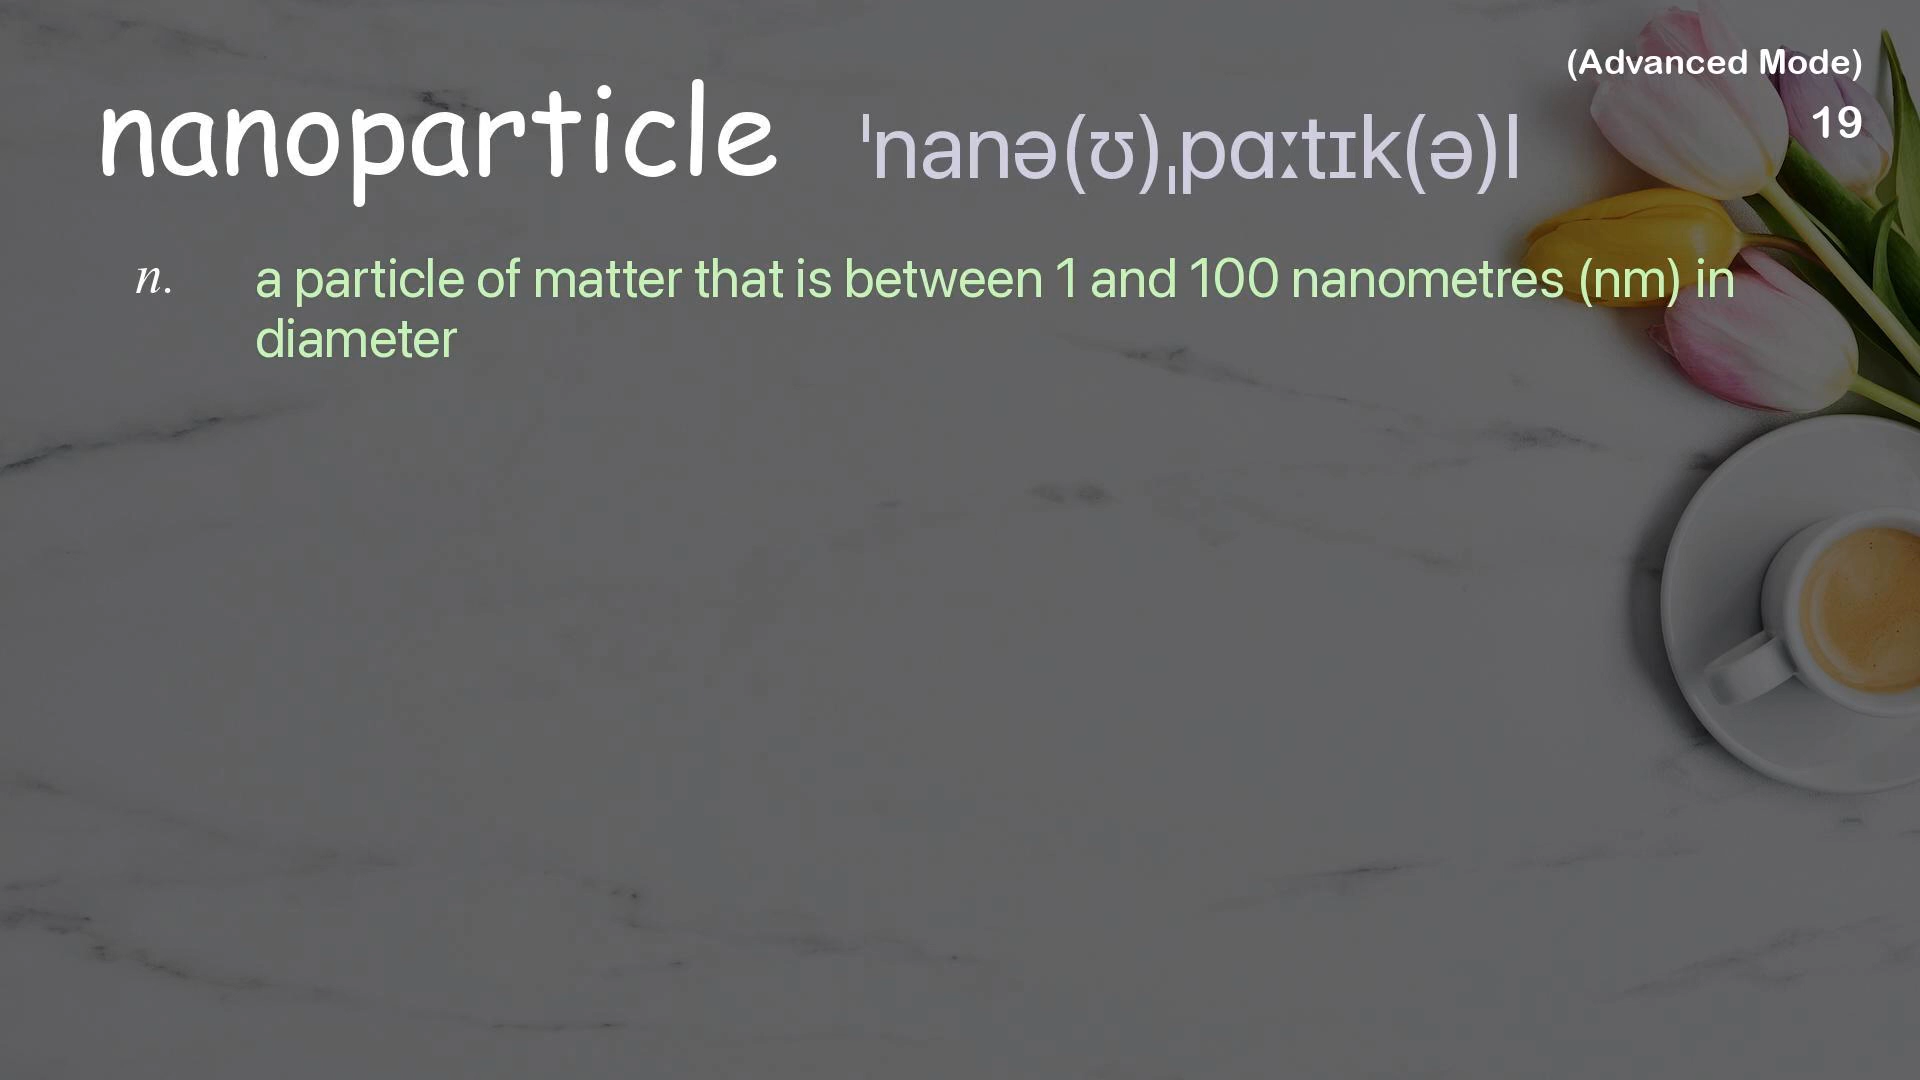 (Advanced Mode)
nanoparticle ˈnanə(ʊ)ˌpɑːtɪk(ə)l
19
n. a particle of matter that is between 1 and 100 nanometres (nm) in
diameter